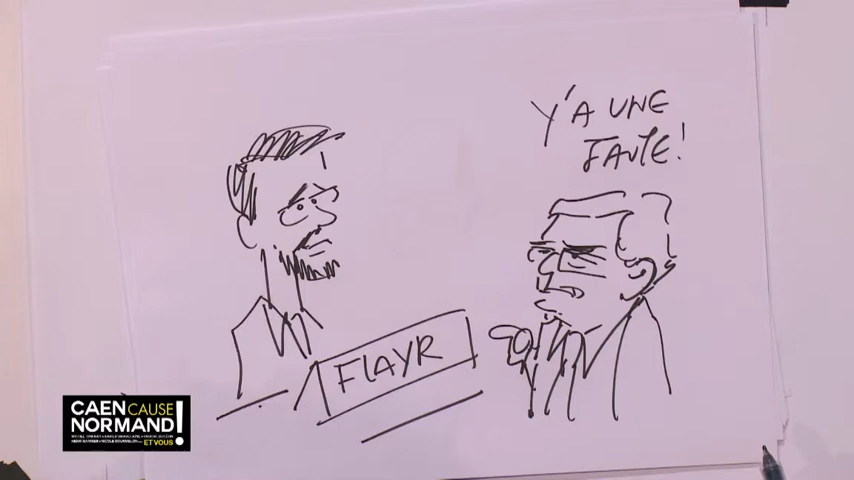 Y'A UNE
FAUTE!
FLAYR
CAEN CAUSE
NORMAND!
ET VOUS